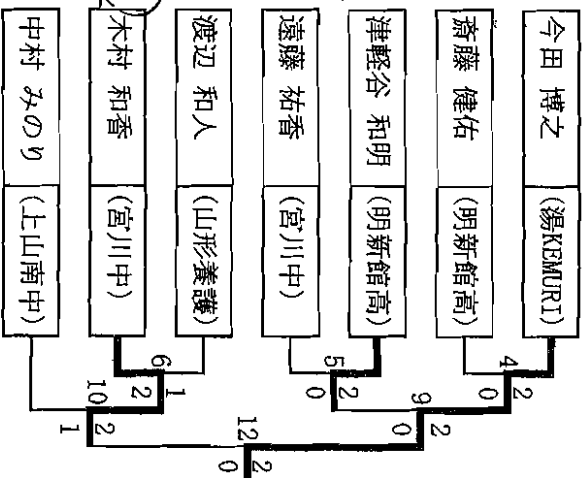 今田 博之 (湯KEMURI)
斎藤 健佑 (明新館高)
津軽谷 和明 (明新館高)
遠藤 祐香 (宮川中)
渡辺 和人 (山形養護)
木村 和香 (宮川中)
中村 みのり (上山南中)
4
2
0
5
2
0
6
1
2
9
2
0
10
2
1
12
2
0